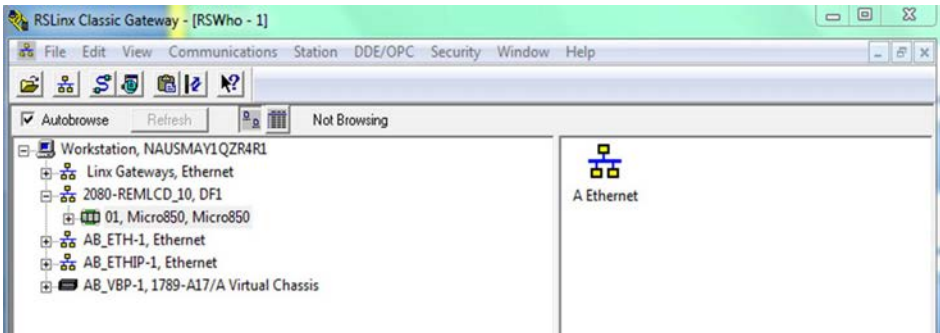 RSLinx Classic Gateway - [RSWho - 1]
File Edit View Communications Station DDE/OPC Security Window Help
Autobrowse Refresh Not Browsing
Workstation, NAUSMAY1QZR4R1
Linx Gateways, Ethernet
2080-REMLCD_10, DF1
01, Micro850, Micro850
AB_ETH-1, Ethernet
AB_ETHIP-1, Ethernet
AB_VBP-1, 1789-A17/A Virtual Chassis
A Ethernet